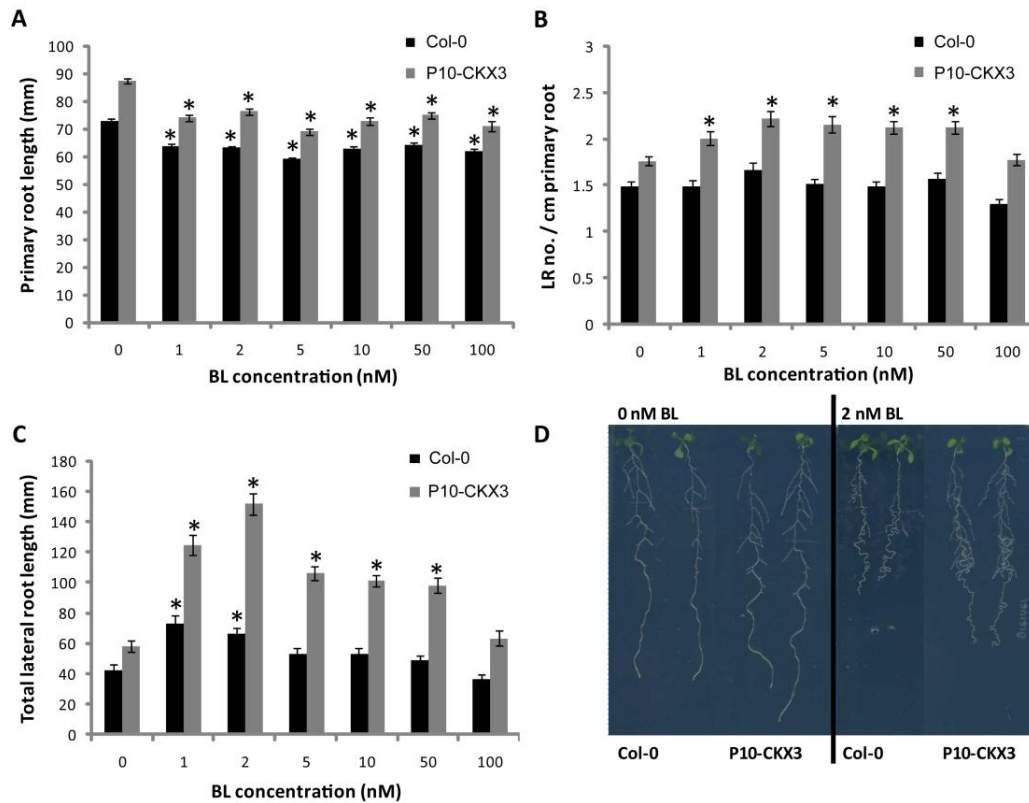 A
Primary root length (mm)
100
90
80
70
60
50
40
30
20
10
0
Col-0
P10-CKX3
* * * * * * * * * * * *
0 1 2 5 10 50 100
BL concentration (nM)
B
LR no. / cm primary root
3
2.5
2
1.5
1
0.5
0
Col-0
P10-CKX3
* * * * *
0 1 2 5 10 50 100
BL concentration (nM)
C
Total lateral root length (mm)
180
160
140
120
100
80
60
40
20
0
Col-0
P10-CKX3
* * * * * * *
0 1 2 5 10 50 100
BL concentration (nM)
D
0 nM BL 2 nM BL
Col-0 P10-CKX3 Col-0 P10-CKX3